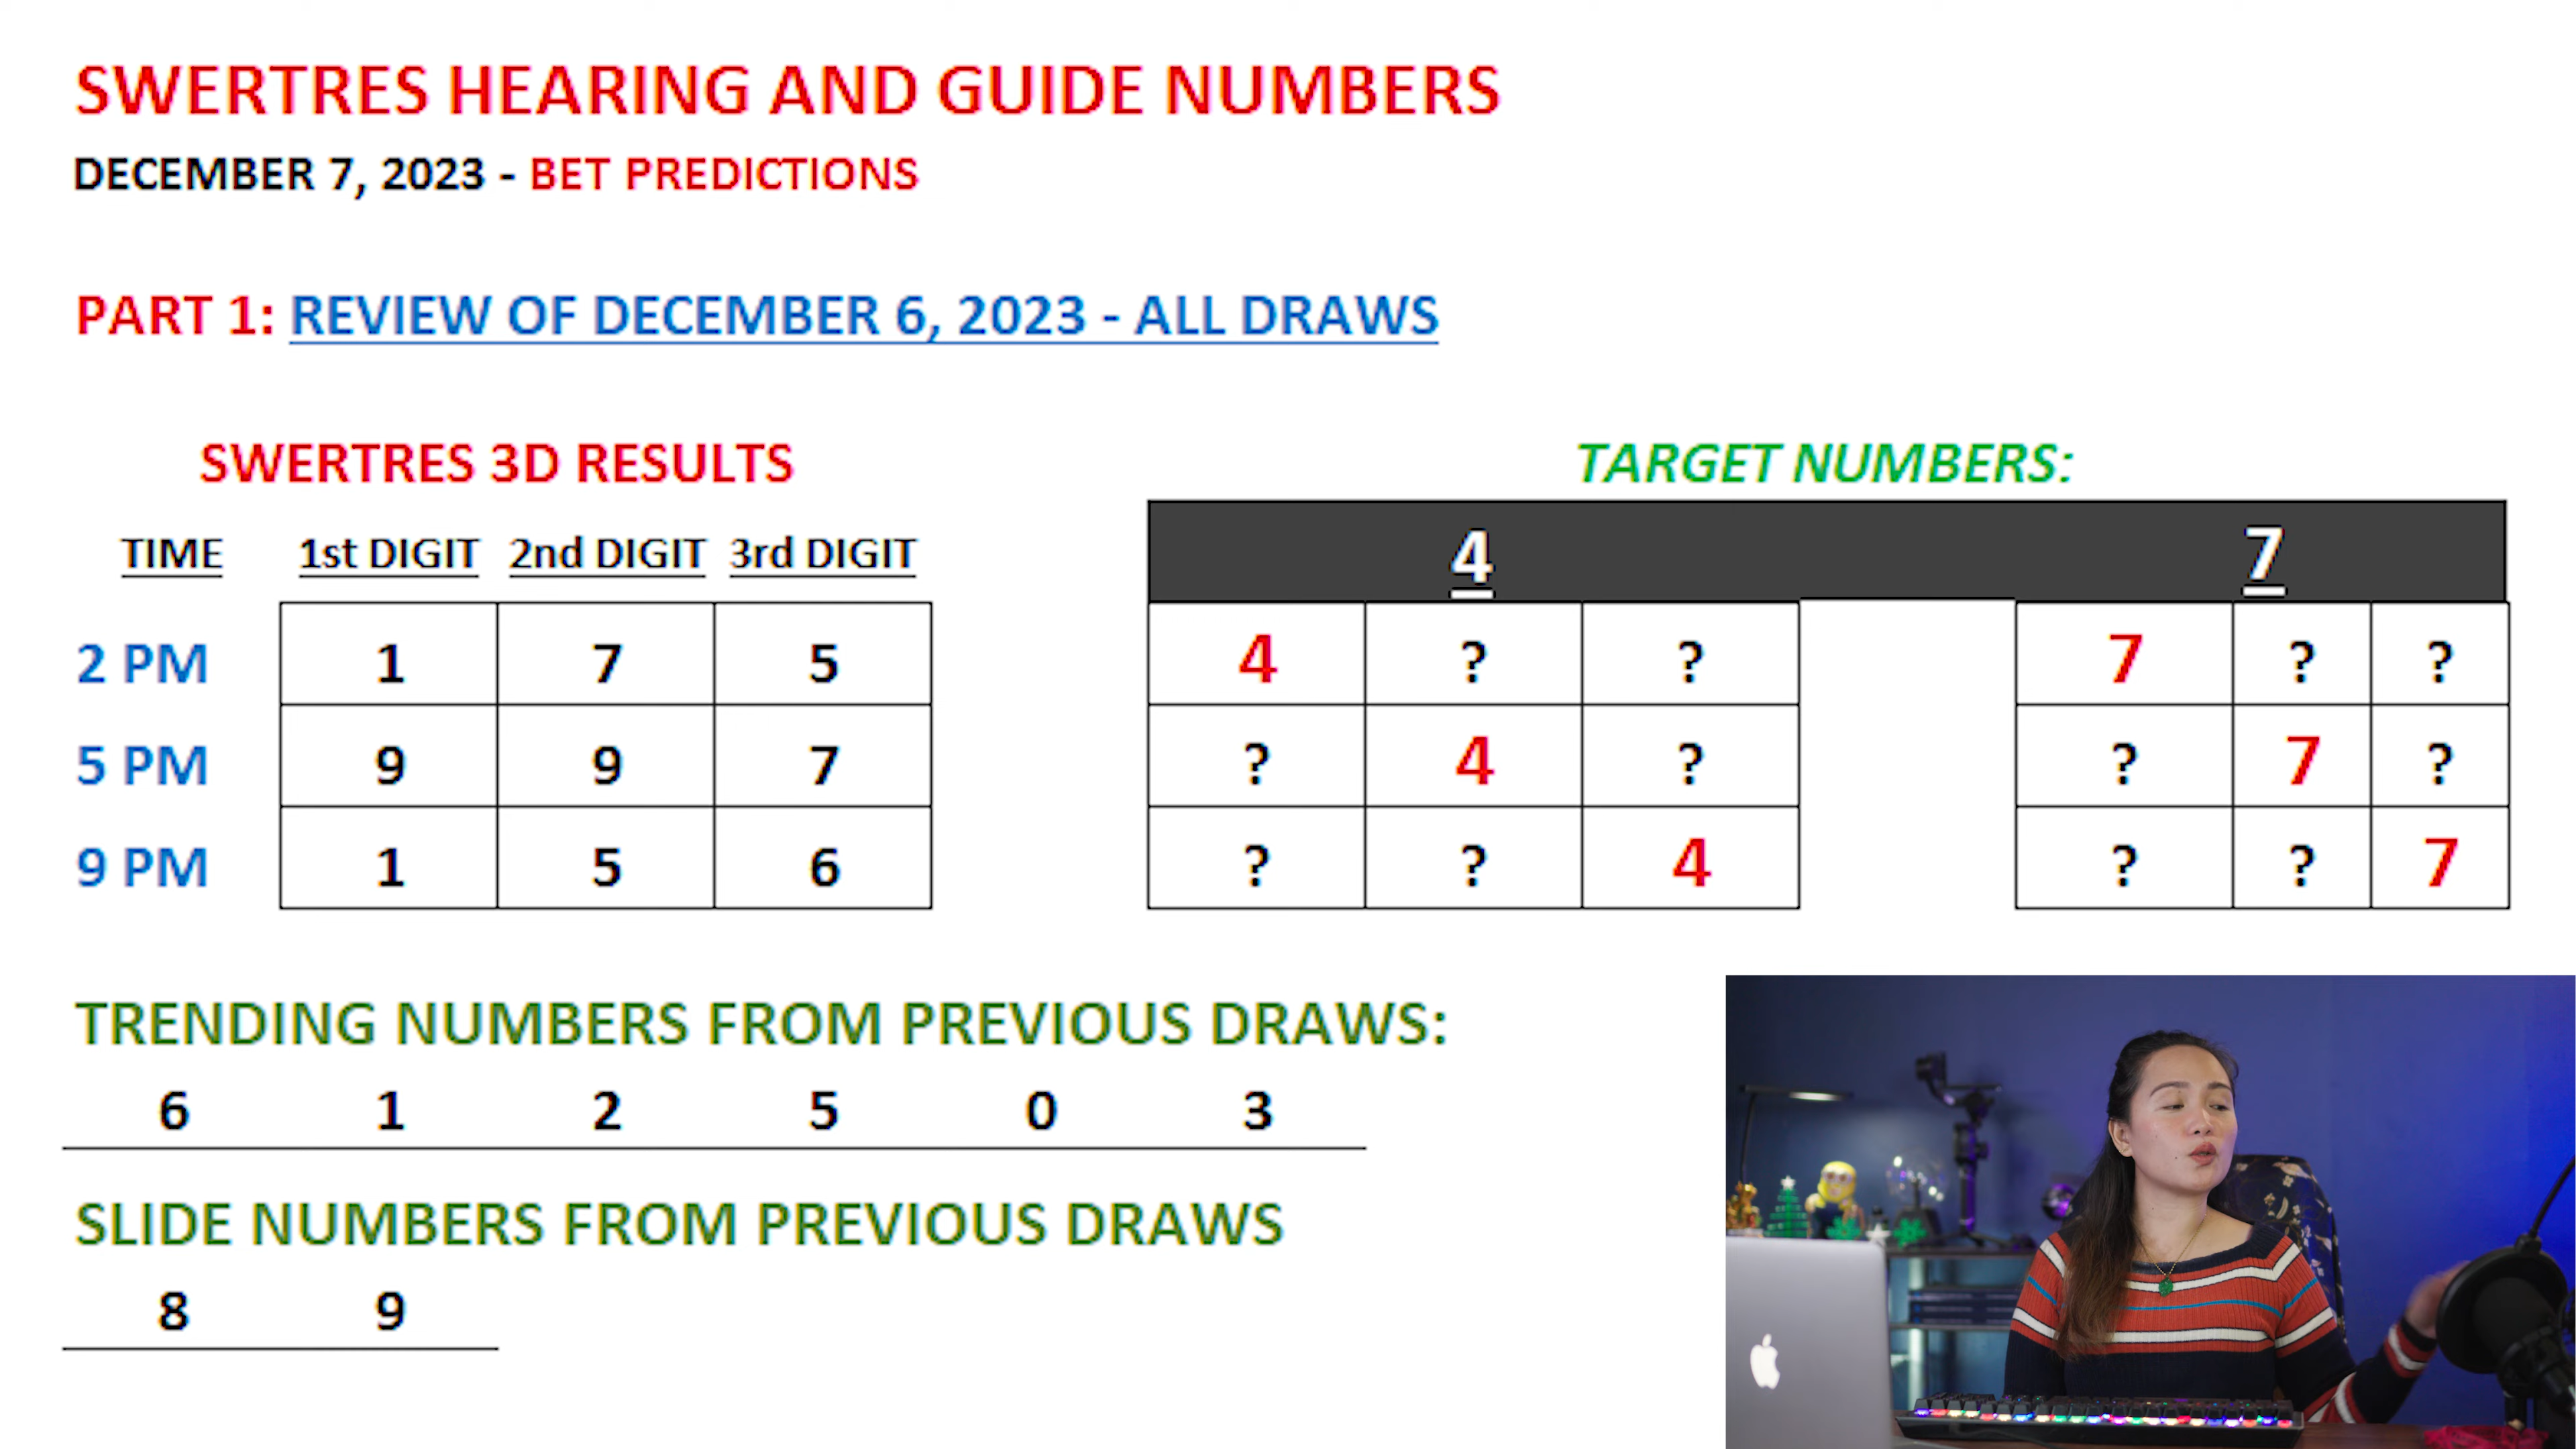 SWERTRES HEARING AND GUIDE NUMBERS
DECEMBER 7, 2023 - BET PREDICTIONS
PART 1: REVIEW OF DECEMBER 6, 2023 - ALL DRAWS
SWERTRES 3D RESULTS
TIME 1st DIGIT 2nd DIGIT 3rd DIGIT
2 PM 1 7 5
5 PM 9 9 7
9 PM 1 5 6
TARGET NUMBERS:
4 7
4 ? ? 7 ? ?
? 4 ? ? 7 ?
? ? 4 ? ? 7
TRENDING NUMBERS FROM PREVIOUS DRAWS:
6 1 2 5 0 3
SLIDE NUMBERS FROM PREVIOUS DRAWS
8 9